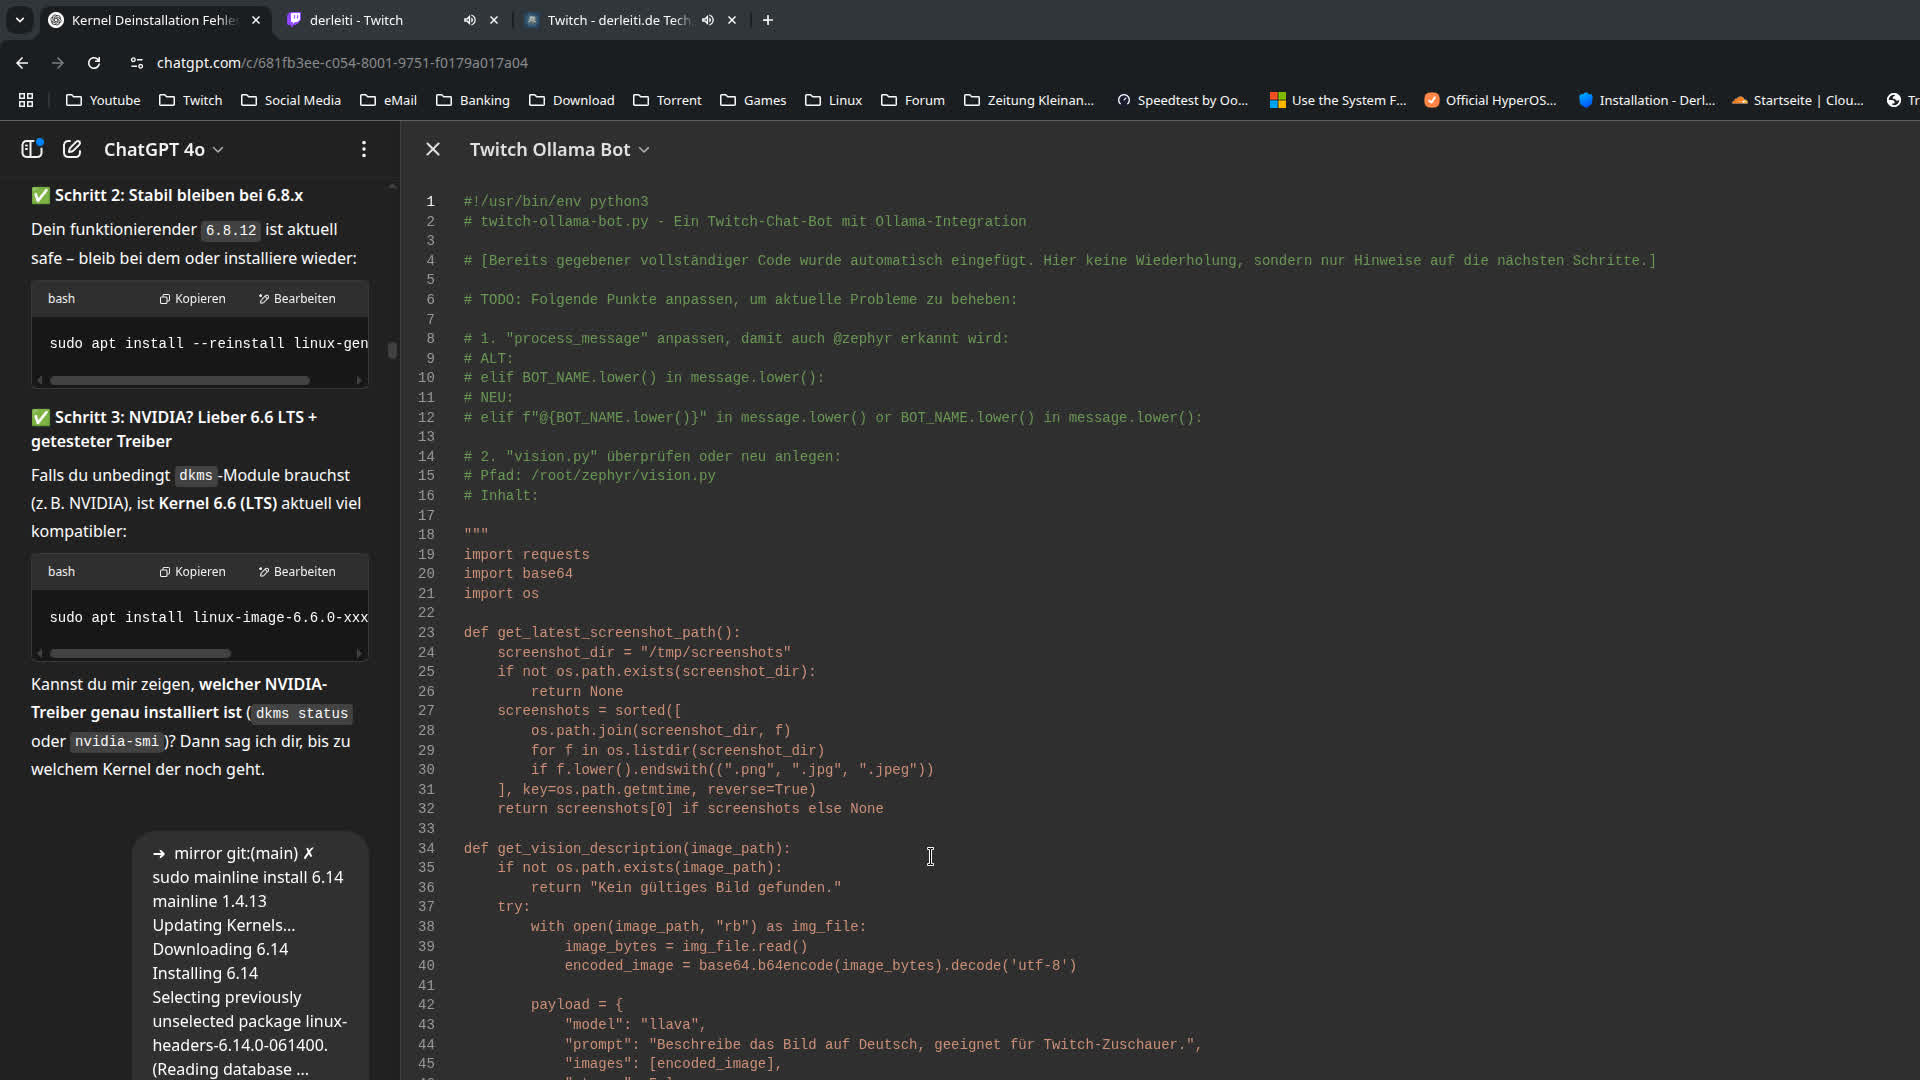 Kernel Deinstallation Fehle
derleiti - Twitch
Twitch - derleiti.de Tech
chatgpt.com/c/681fb3ee-c054-8001-9751-f0179a017a04
Youtube Twitch Social Media eMail Banking Download Torrent Games Linux Forum Zeitung Kleinan... Speedtest by Oo... Use the System F... Official HyperOS... Installation - Derl... Startseite | Clou... Tr
ChatGPT 4o
✅ Schritt 2: Stabil bleiben bei 6.8.x
Dein funktionierender 6.8.12 ist aktuell
safe – bleib bei dem oder installiere wieder:
bash Kopieren Bearbeiten
sudo apt install --reinstall linux-gen
✅ Schritt 3: NVIDIA? Lieber 6.6 LTS +
getesteter Treiber
Falls du unbedingt dkms-Module brauchst
(z. B. NVIDIA), ist Kernel 6.6 (LTS) aktuell viel
kompatibler:
bash Kopieren Bearbeiten
sudo apt install linux-image-6.6.0-xxx
Kannst du mir zeigen, welcher NVIDIA-
Treiber genau installiert ist (dkms status
oder nvidia-smi)? Dann sag ich dir, bis zu
welchem Kernel der noch geht.
➜ mirror git:(main) ✗
sudo mainline install 6.14
mainline 1.4.13
Updating Kernels...
Downloading 6.14
Installing 6.14
Selecting previously
unselected package linux-
headers-6.14.0-061400.
(Reading database ...
Twitch Ollama Bot
1 #!/usr/bin/env python3
2 # twitch-ollama-bot.py - Ein Twitch-Chat-Bot mit Ollama-Integration
3
4 # [Bereits gegebener vollständiger Code wurde automatisch eingefügt. Hier keine Wiederholung, sondern nur Hinweise auf die nächsten Schritte.]
5
6 # TODO: Folgende Punkte anpassen, um aktuelle Probleme zu beheben:
7
8 # 1. "process_message" anpassen, damit auch @zephyr erkannt wird:
9 # ALT:
10 # elif BOT_NAME.lower() in message.lower():
11 # NEU:
12 # elif f"@{BOT_NAME.lower()}" in message.lower() or BOT_NAME.lower() in message.lower():
13
14 # 2. "vision.py" überprüfen oder neu anlegen:
15 # Pfad: /root/zephyr/vision.py
16 # Inhalt:
17
18 """
19 import requests
20 import base64
21 import os
22
23 def get_latest_screenshot_path():
24     screenshot_dir = "/tmp/screenshots"
25     if not os.path.exists(screenshot_dir):
26         return None
27     screenshots = sorted([
28         os.path.join(screenshot_dir, f)
29         for f in os.listdir(screenshot_dir)
30         if f.lower().endswith((".png", ".jpg", ".jpeg"))
31     ], key=os.path.getmtime, reverse=True)
32     return screenshots[0] if screenshots else None
33
34 def get_vision_description(image_path):
35     if not os.path.exists(image_path):
36         return "Kein gültiges Bild gefunden."
37     try:
38         with open(image_path, "rb") as img_file:
39             image_bytes = img_file.read()
40             encoded_image = base64.b64encode(image_bytes).decode('utf-8')
41
42         payload = {
43             "model": "llava",
44             "prompt": "Beschreibe das Bild auf Deutsch, geeignet für Twitch-Zuschauer.",
45             "images": [encoded_image],